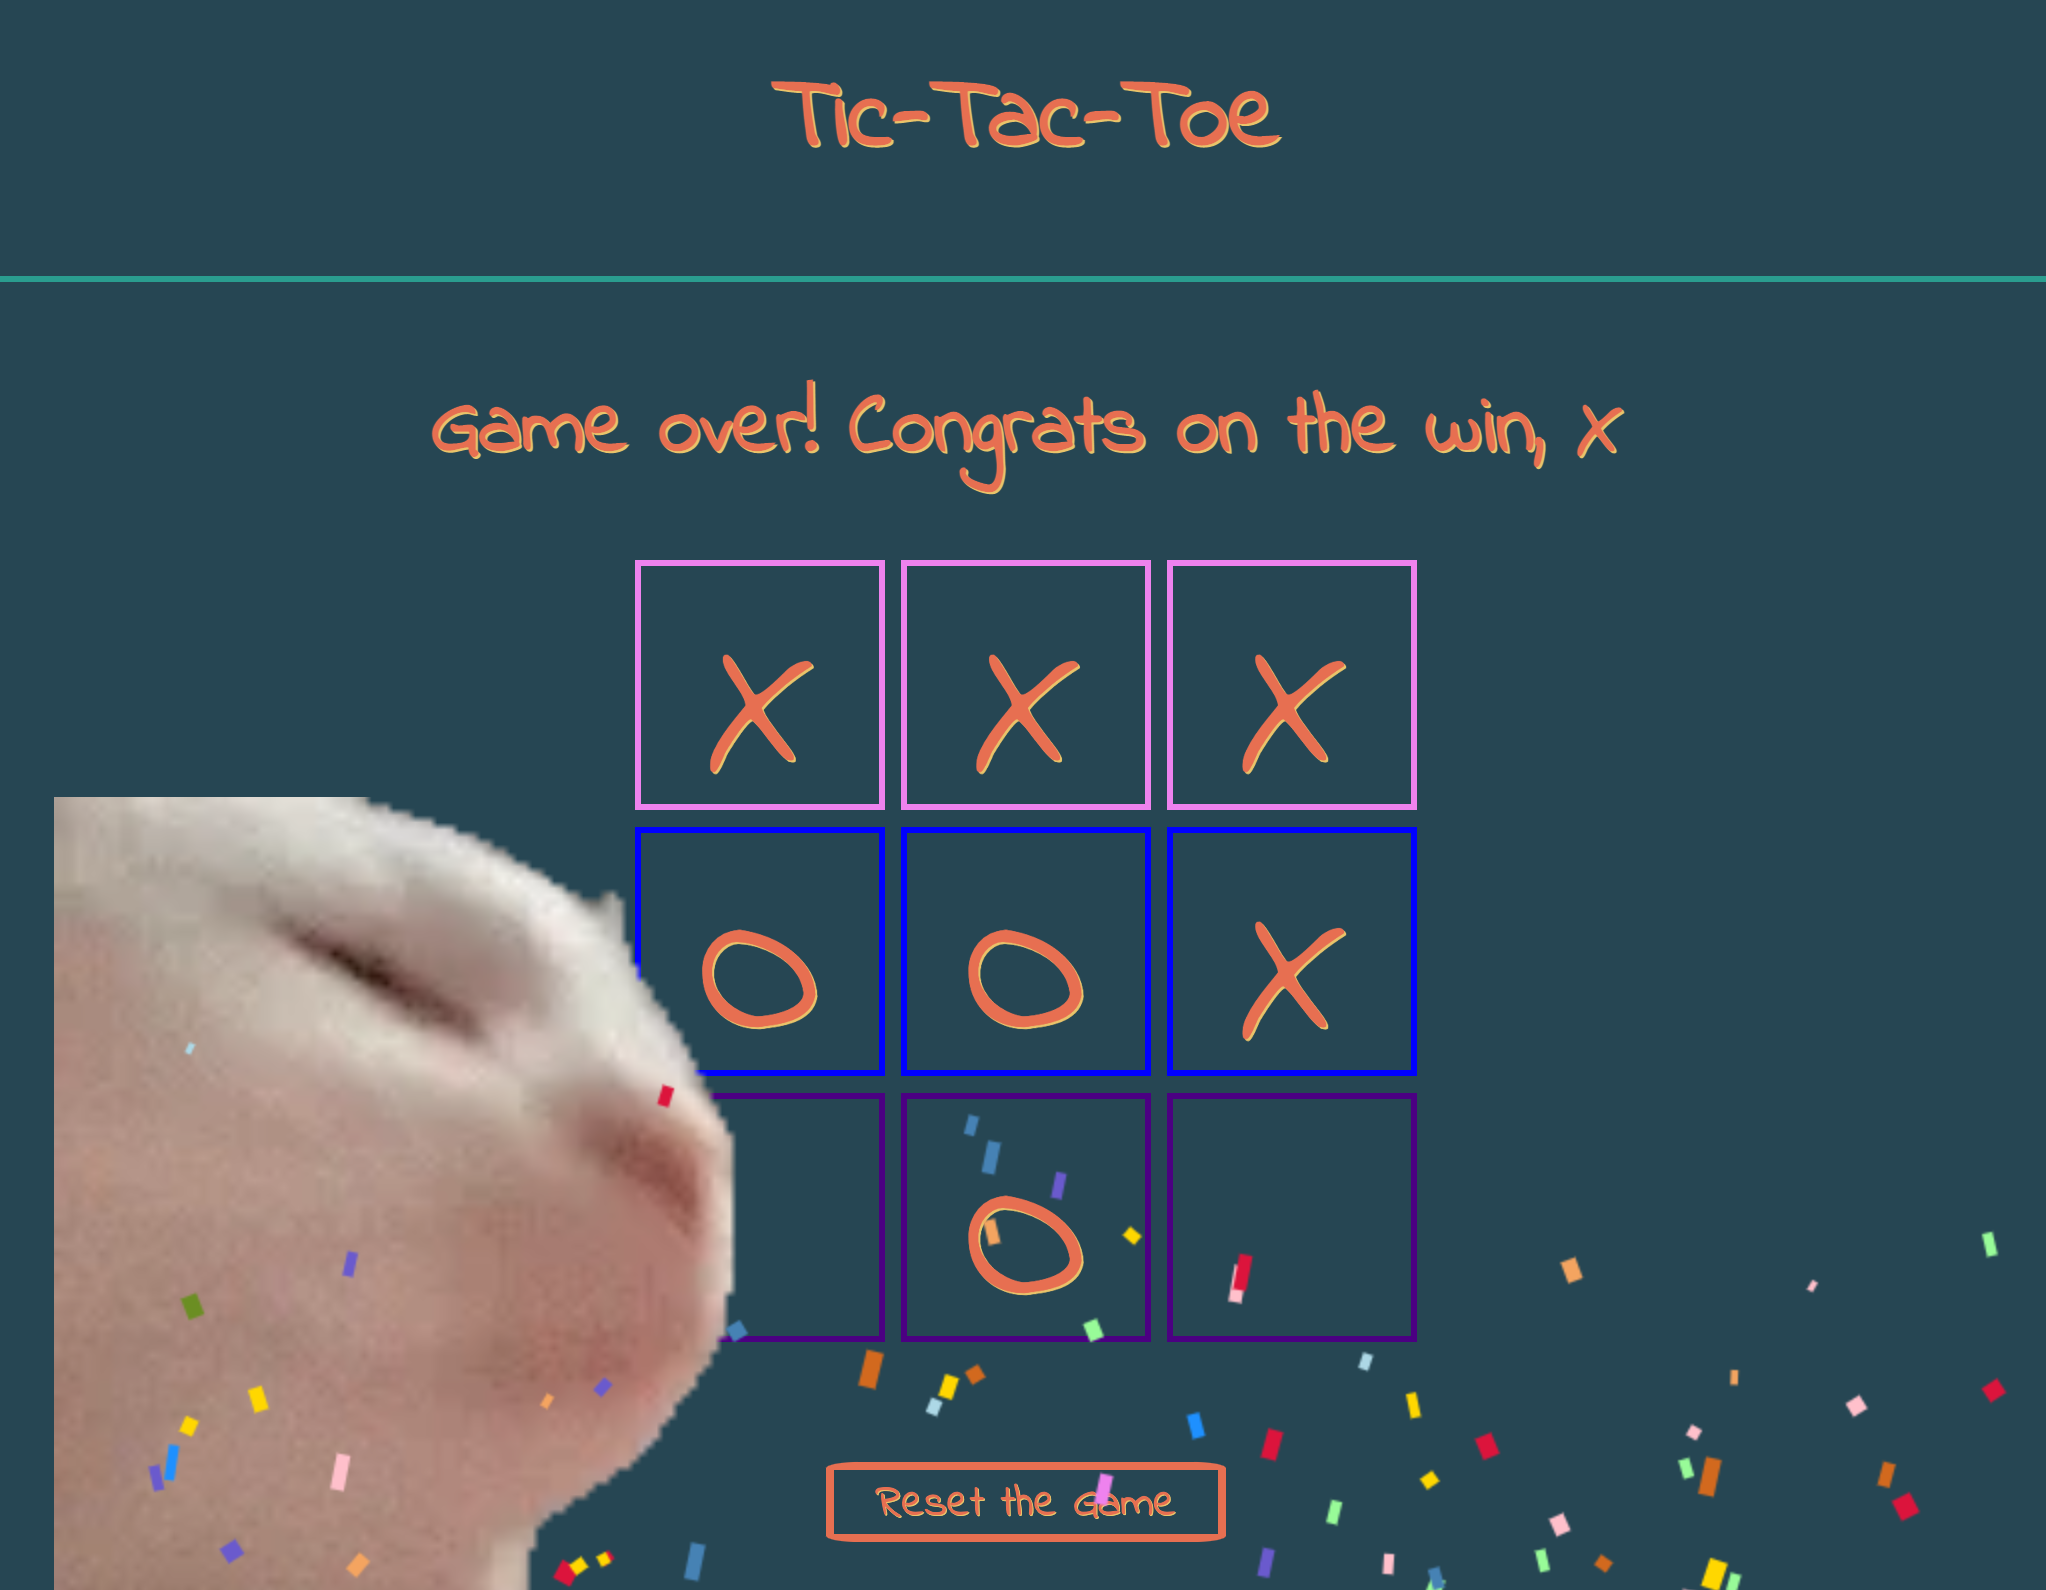 Tic-Tac-Toe
Game over! Congrats on the win, X
X X X
O O X
O
Reset the Game